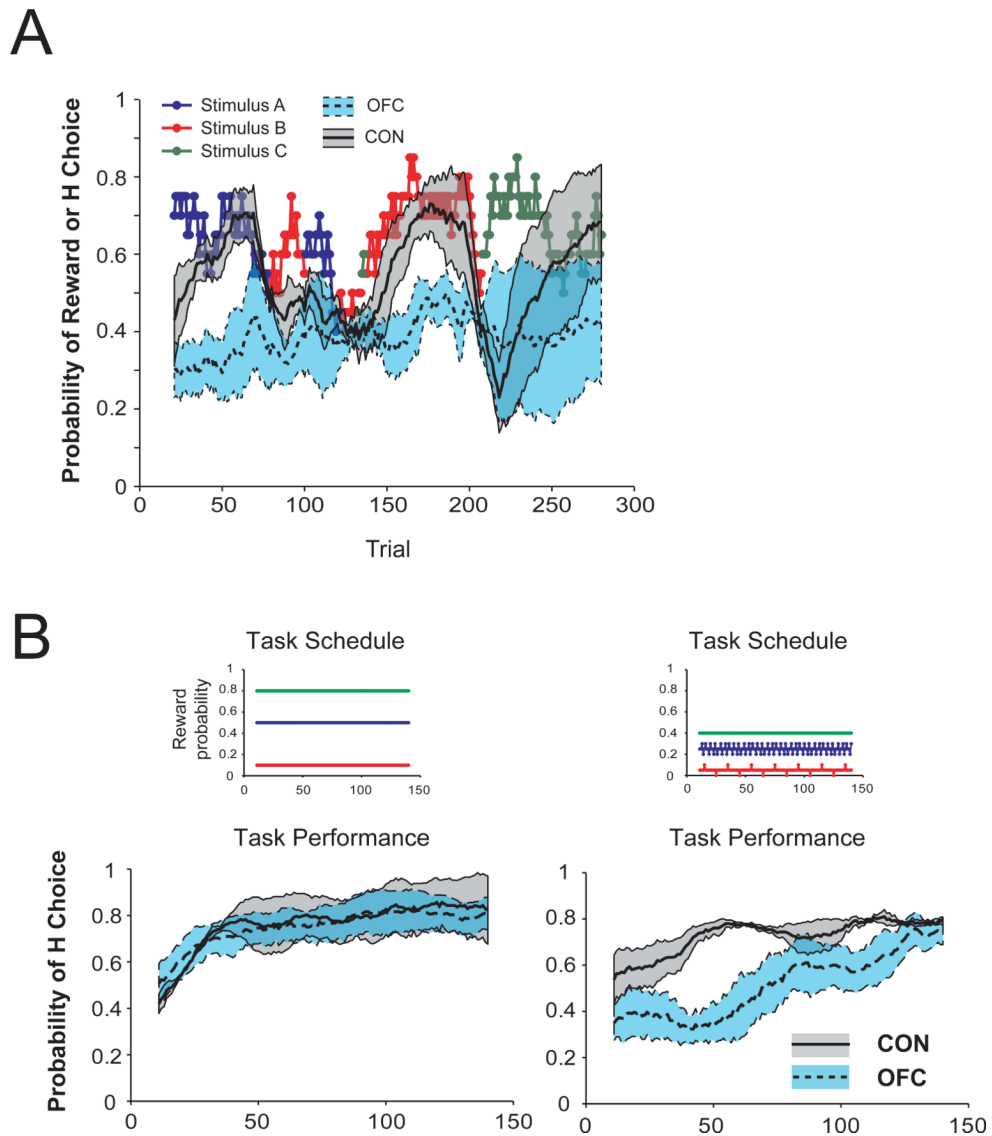 A
Probability of Reward or H Choice
1
0.8
0.6
0.4
0.2
0
Stimulus A
Stimulus B
Stimulus C
OFC
CON
0 50 100 150 200 250 300
Trial
B
Task Schedule
Reward probability
1
0.8
0.6
0.4
0.2
0
0 50 100 150
Task Schedule
1
0.8
0.6
0.4
0.2
0
0 50 100 150
Task Performance
Probability of H Choice
1
0.8
0.6
0.4
0.2
0
0 50 100 150
Task Performance
1
0.8
0.6
0.4
0.2
0
CON
OFC
0 50 100 150